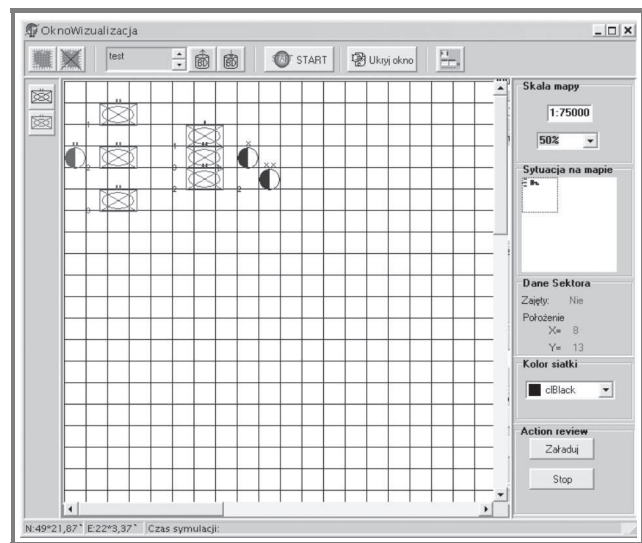 OknoWizualizacja
test
START
Ukryj okno
Skala mapy
1:75000
50%
Sytuacja na mapie
Dane Sektora
Zajęty: Nie
Położenie
X= 8
Y= 13
Kolor siatki
clBlack
Action review
Załaduj
Stop
N:49*21,87` E:22*3,37` Czas symulacji: